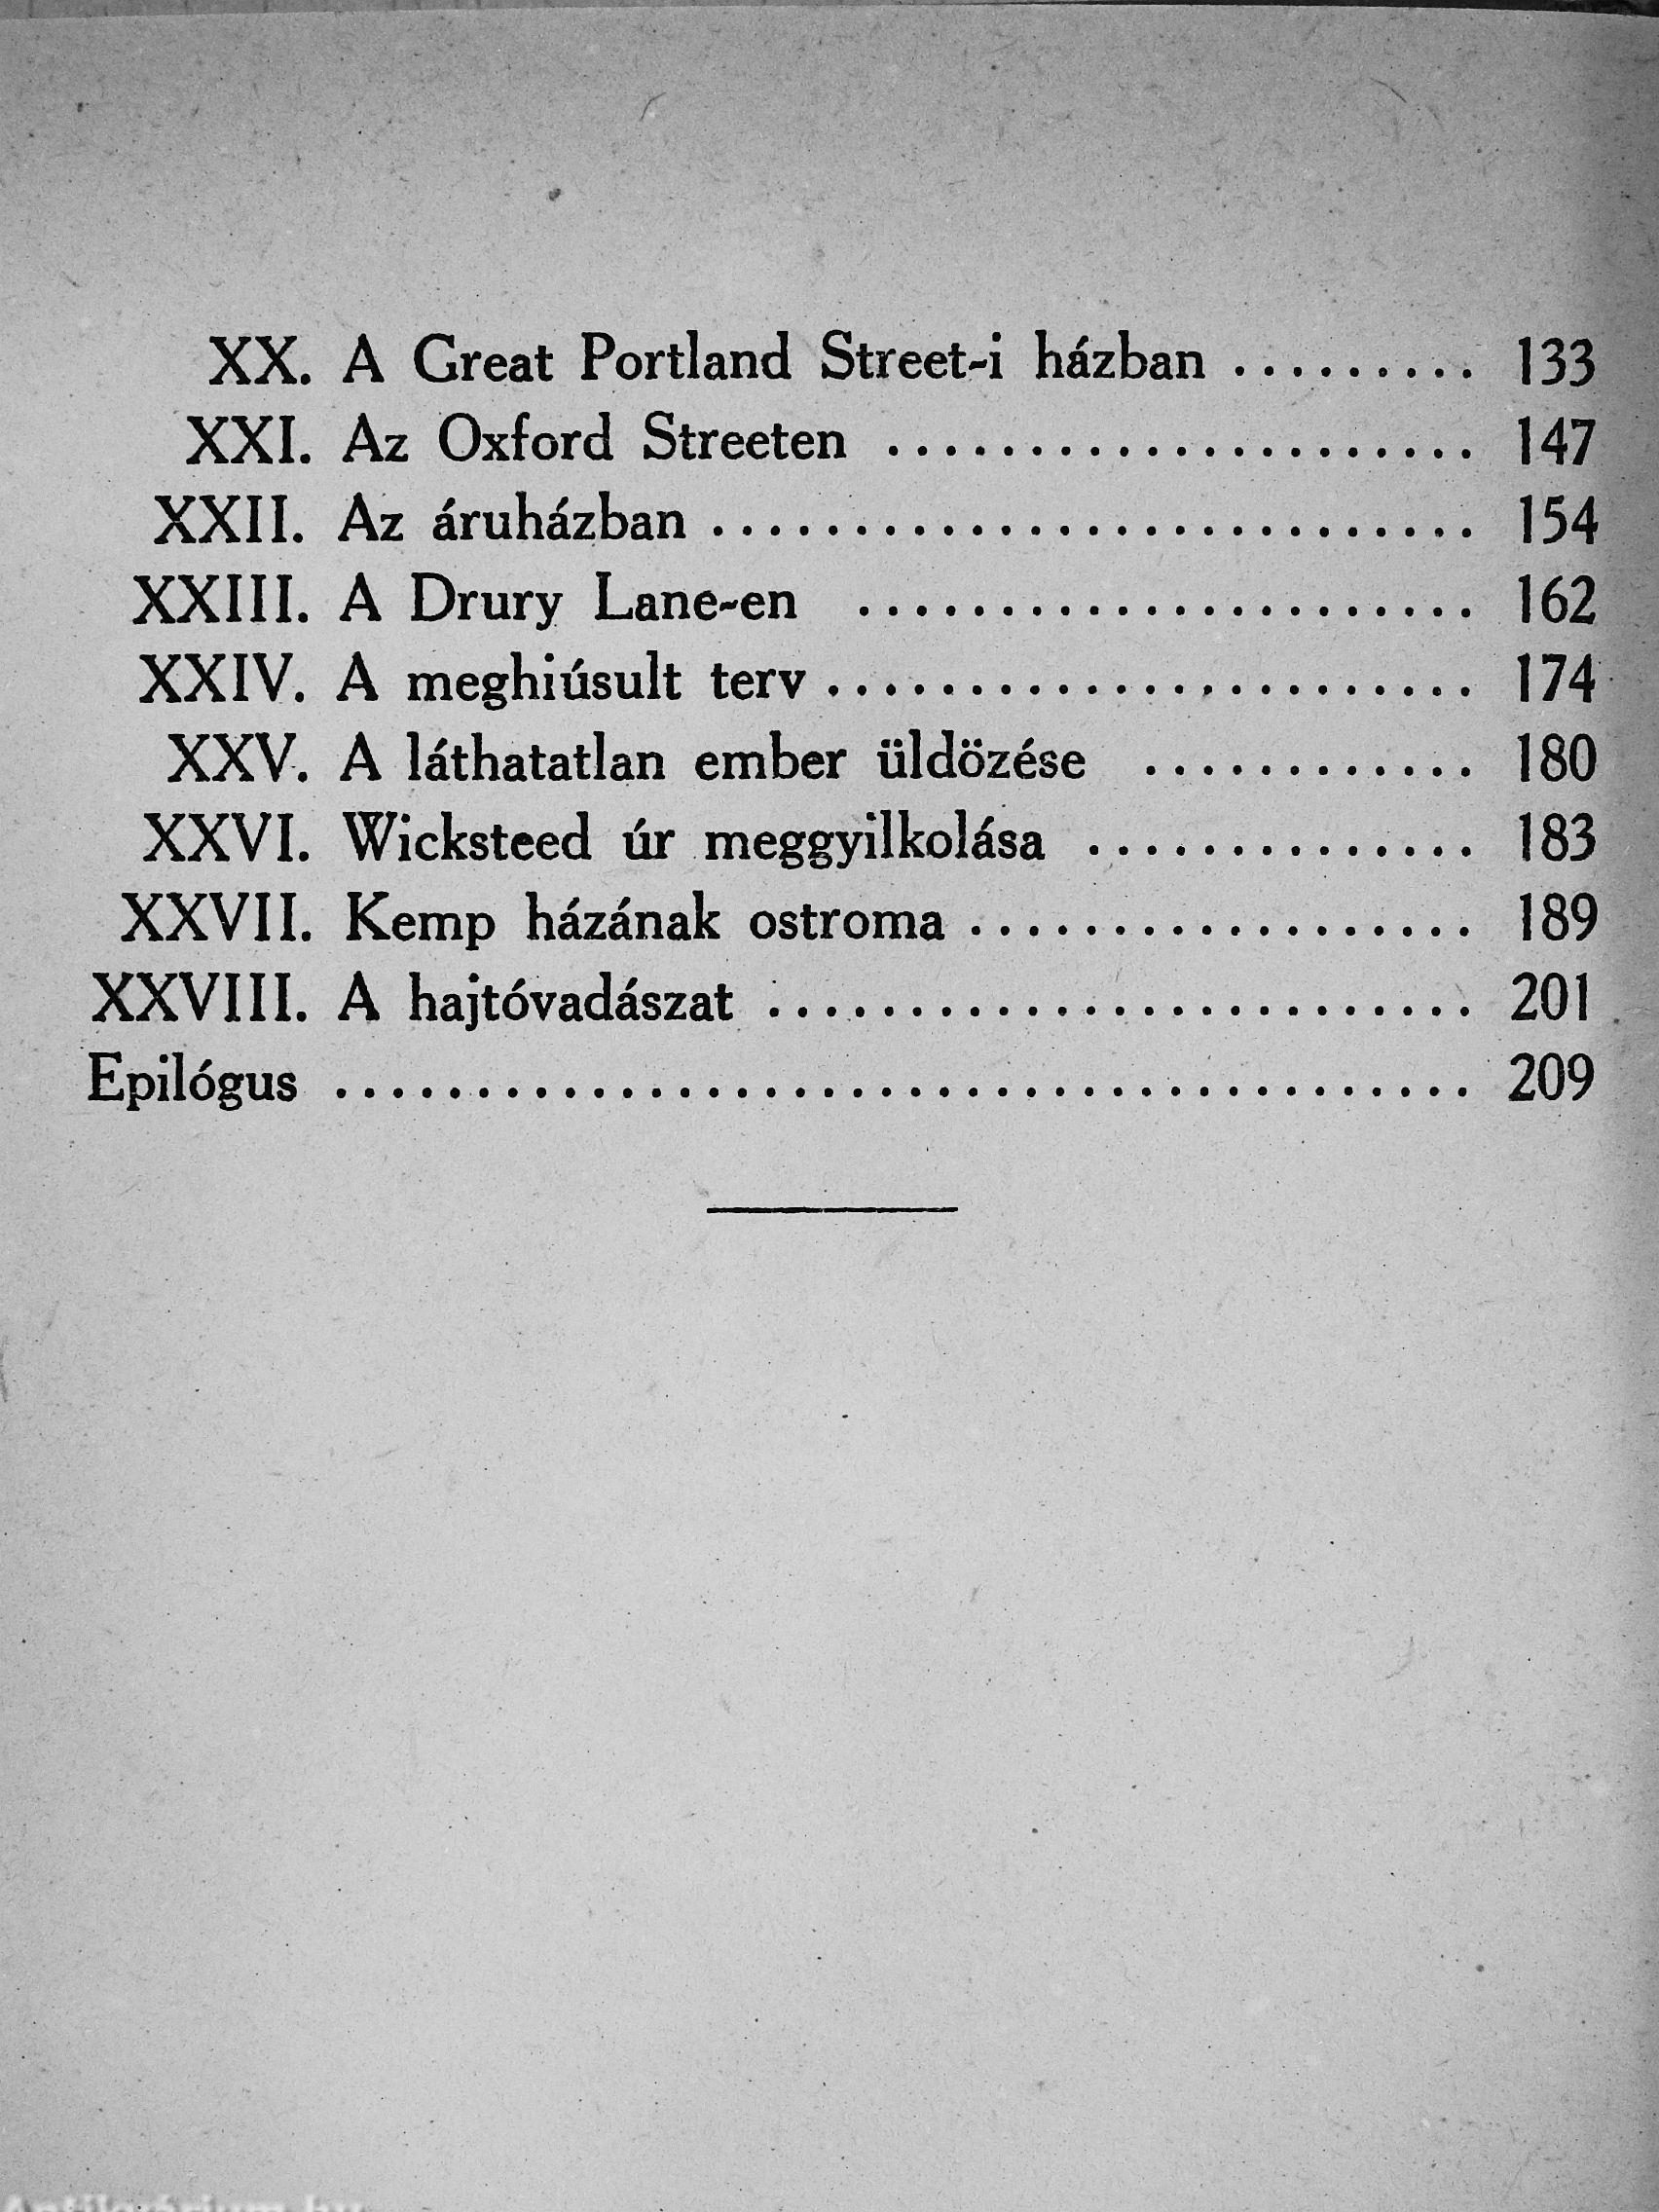 XX. A Great Portland Street-i házban ......... 133
XXI. Az Oxford Streeten ..................... 147
XXII. Az áruházban ........................... 154
XXIII. A Drury Lane-en ...................... 162
XXIV. A meghiúsult terv ....................... 174
XXV. A láthatatlan ember üldözése ............ 180
XXVI. Wicksteed úr meggyilkolása .............. 183
XXVII. Kemp házának ostroma .................. 189
XXVIII. A hajtóvadászat ......................... 201
Epilógus ........................................ 209